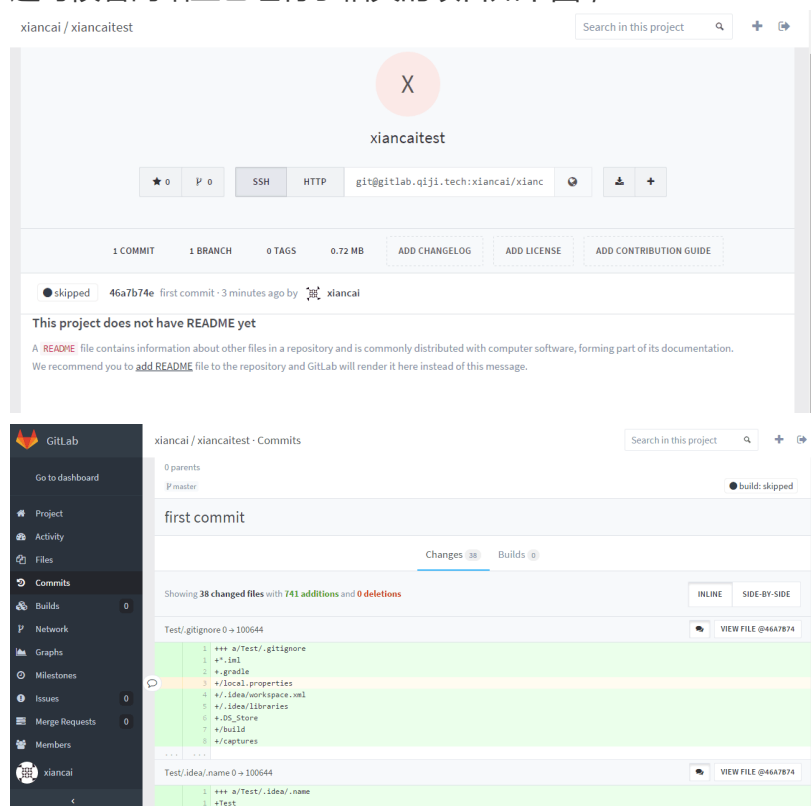 xiancai / xiancaitest
Search in this project
X
xiancaitest
0
0
SSH
HTTP
git@gitlab.qiji.tech:xiancai/xianc
1 COMMIT
1 BRANCH
0 TAGS
0.72 MB
ADD CHANGELOG
ADD LICENSE
ADD CONTRIBUTION GUIDE
skipped
46a7b74e first commit · 3 minutes ago by xiancai
This project does not have README yet
A README file contains information about other files in a repository and is commonly distributed with computer software, forming part of its documentation.
We recommend you to add README file to the repository and GitLab will render it here instead of this message.
GitLab
xiancai / xiancaitest · Commits
Search in this project
Go to dashboard
Project
Activity
Files
Commits
Builds 0
Network
Graphs
Milestones
Issues 0
Merge Requests 0
Members
xiancai
<
0 parents
master
build: skipped
first commit
Changes 38
Builds 0
Showing 38 changed files with 741 additions and 0 deletions
INLINE
SIDE-BY-SIDE
Test/.gitignore 0 → 100644
VIEW FILE @46A7B74
1 +++ a/Test/.gitignore
1 +*.iml
2 +.gradle
3 +/local.properties
4 +/.idea/workspace.xml
5 +/.idea/libraries
6 +.DS_Store
7 +/build
8 +/captures
... ...
Test/.idea/.name 0 → 100644
VIEW FILE @46A7B74
1 +++ a/Test/.idea/.name
1 +Test